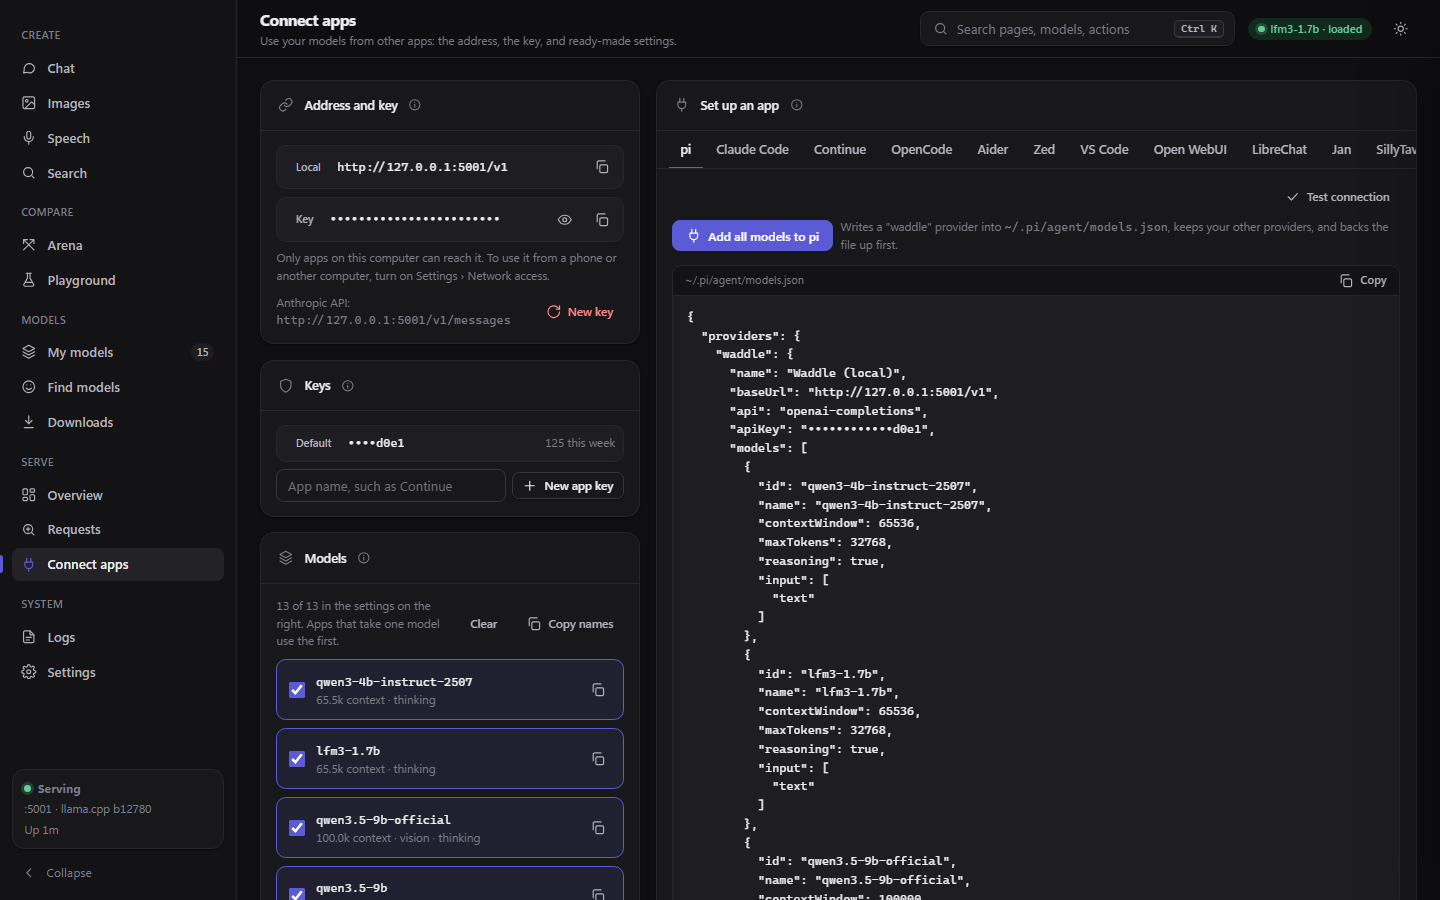 CREATE
Chat
Images
Speech
Search
COMPARE
Arena
Playground
MODELS
My models 15
Find models
Downloads
SERVE
Overview
Requests
Connect apps
SYSTEM
Logs
Settings
Serving
:5001 · llama.cpp b12780
Up 1m
Collapse
Connect apps
Use your models from other apps: the address, the key, and ready-made settings.
Search pages, models, actions Ctrl K
lfm3-1.7b · loaded
Address and key
Local http://127.0.0.1:5001/v1
Key ••••••••••••••••••••••••
Only apps on this computer can reach it. To use it from a phone or
another computer, turn on Settings › Network access.
Anthropic API:
http://127.0.0.1:5001/v1/messages
New key
Keys
Default ••••d0e1 125 this week
App name, such as Continue
New app key
Models
13 of 13 in the settings on the
right. Apps that take one model
use the first.
Clear
Copy names
qwen3-4b-instruct-2507
65.5k context · thinking
lfm3-1.7b
65.5k context · thinking
qwen3.5-9b-official
100.0k context · vision · thinking
qwen3.5-9b
Set up an app
pi Claude Code Continue OpenCode Aider Zed VS Code Open WebUI LibreChat Jan SillyTav
Test connection
Add all models to pi
Writes a "waddle" provider into ~/.pi/agent/models.json, keeps your other providers, and backs the
file up first.
~/.pi/agent/models.json
Copy
{
"providers": {
"waddle": {
"name": "Waddle (local)",
"baseUrl": "http://127.0.0.1:5001/v1",
"api": "openai-completions",
"apiKey": "••••••••••••d0e1",
"models": [
{
"id": "qwen3-4b-instruct-2507",
"name": "qwen3-4b-instruct-2507",
"contextWindow": 65536,
"maxTokens": 32768,
"reasoning": true,
"input": [
"text"
]
},
{
"id": "lfm3-1.7b",
"name": "lfm3-1.7b",
"contextWindow": 65536,
"maxTokens": 32768,
"reasoning": true,
"input": [
"text"
]
},
{
"id": "qwen3.5-9b-official",
"name": "qwen3.5-9b-official",
"contextWindow": 100000